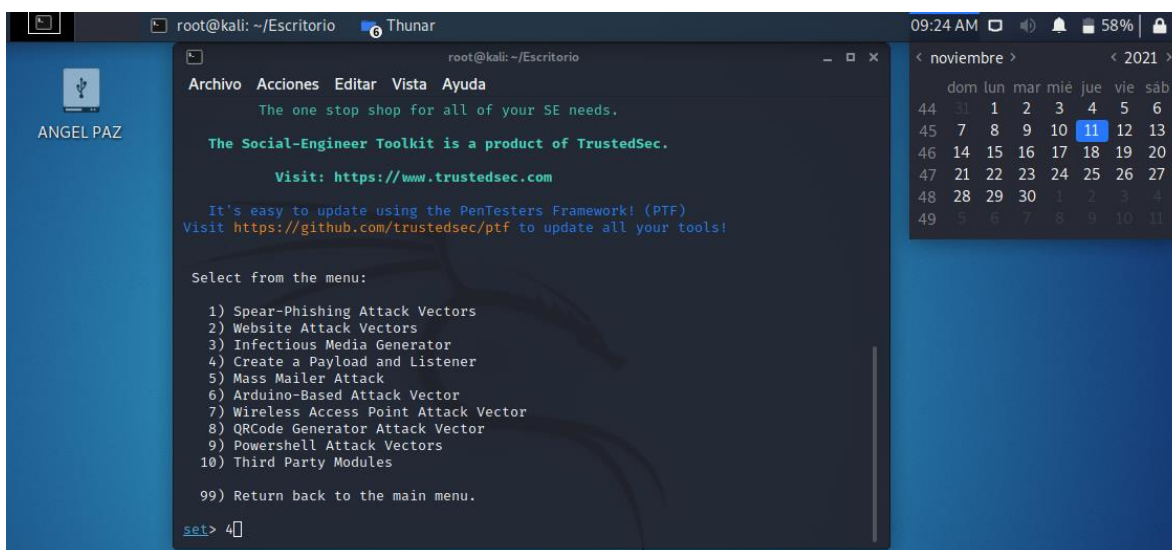 root@kali: ~/Escritorio
6 Thunar
09:24 AM
58%
ANGEL PAZ
root@kali: ~/Escritorio
Archivo Acciones Editar Vista Ayuda
The one stop shop for all of your SE needs.
The Social-Engineer Toolkit is a product of TrustedSec.
Visit: https://www.trustedsec.com
It's easy to update using the PenTesters Framework! (PTF)
Visit https://github.com/trustedsec/ptf to update all your tools!
Select from the menu:
1) Spear-Phishing Attack Vectors
2) Website Attack Vectors
3) Infectious Media Generator
4) Create a Payload and Listener
5) Mass Mailer Attack
6) Arduino-Based Attack Vector
7) Wireless Access Point Attack Vector
8) QRCode Generator Attack Vector
9) Powershell Attack Vectors
10) Third Party Modules
99) Return back to the main menu.
set> 4
< noviembre > < 2021 >
dom lun mar mié jue vie sáb
44 31 1 2 3 4 5 6
45 7 8 9 10 11 12 13
46 14 15 16 17 18 19 20
47 21 22 23 24 25 26 27
48 28 29 30 1 2 3 4
49 5 6 7 8 9 10 11